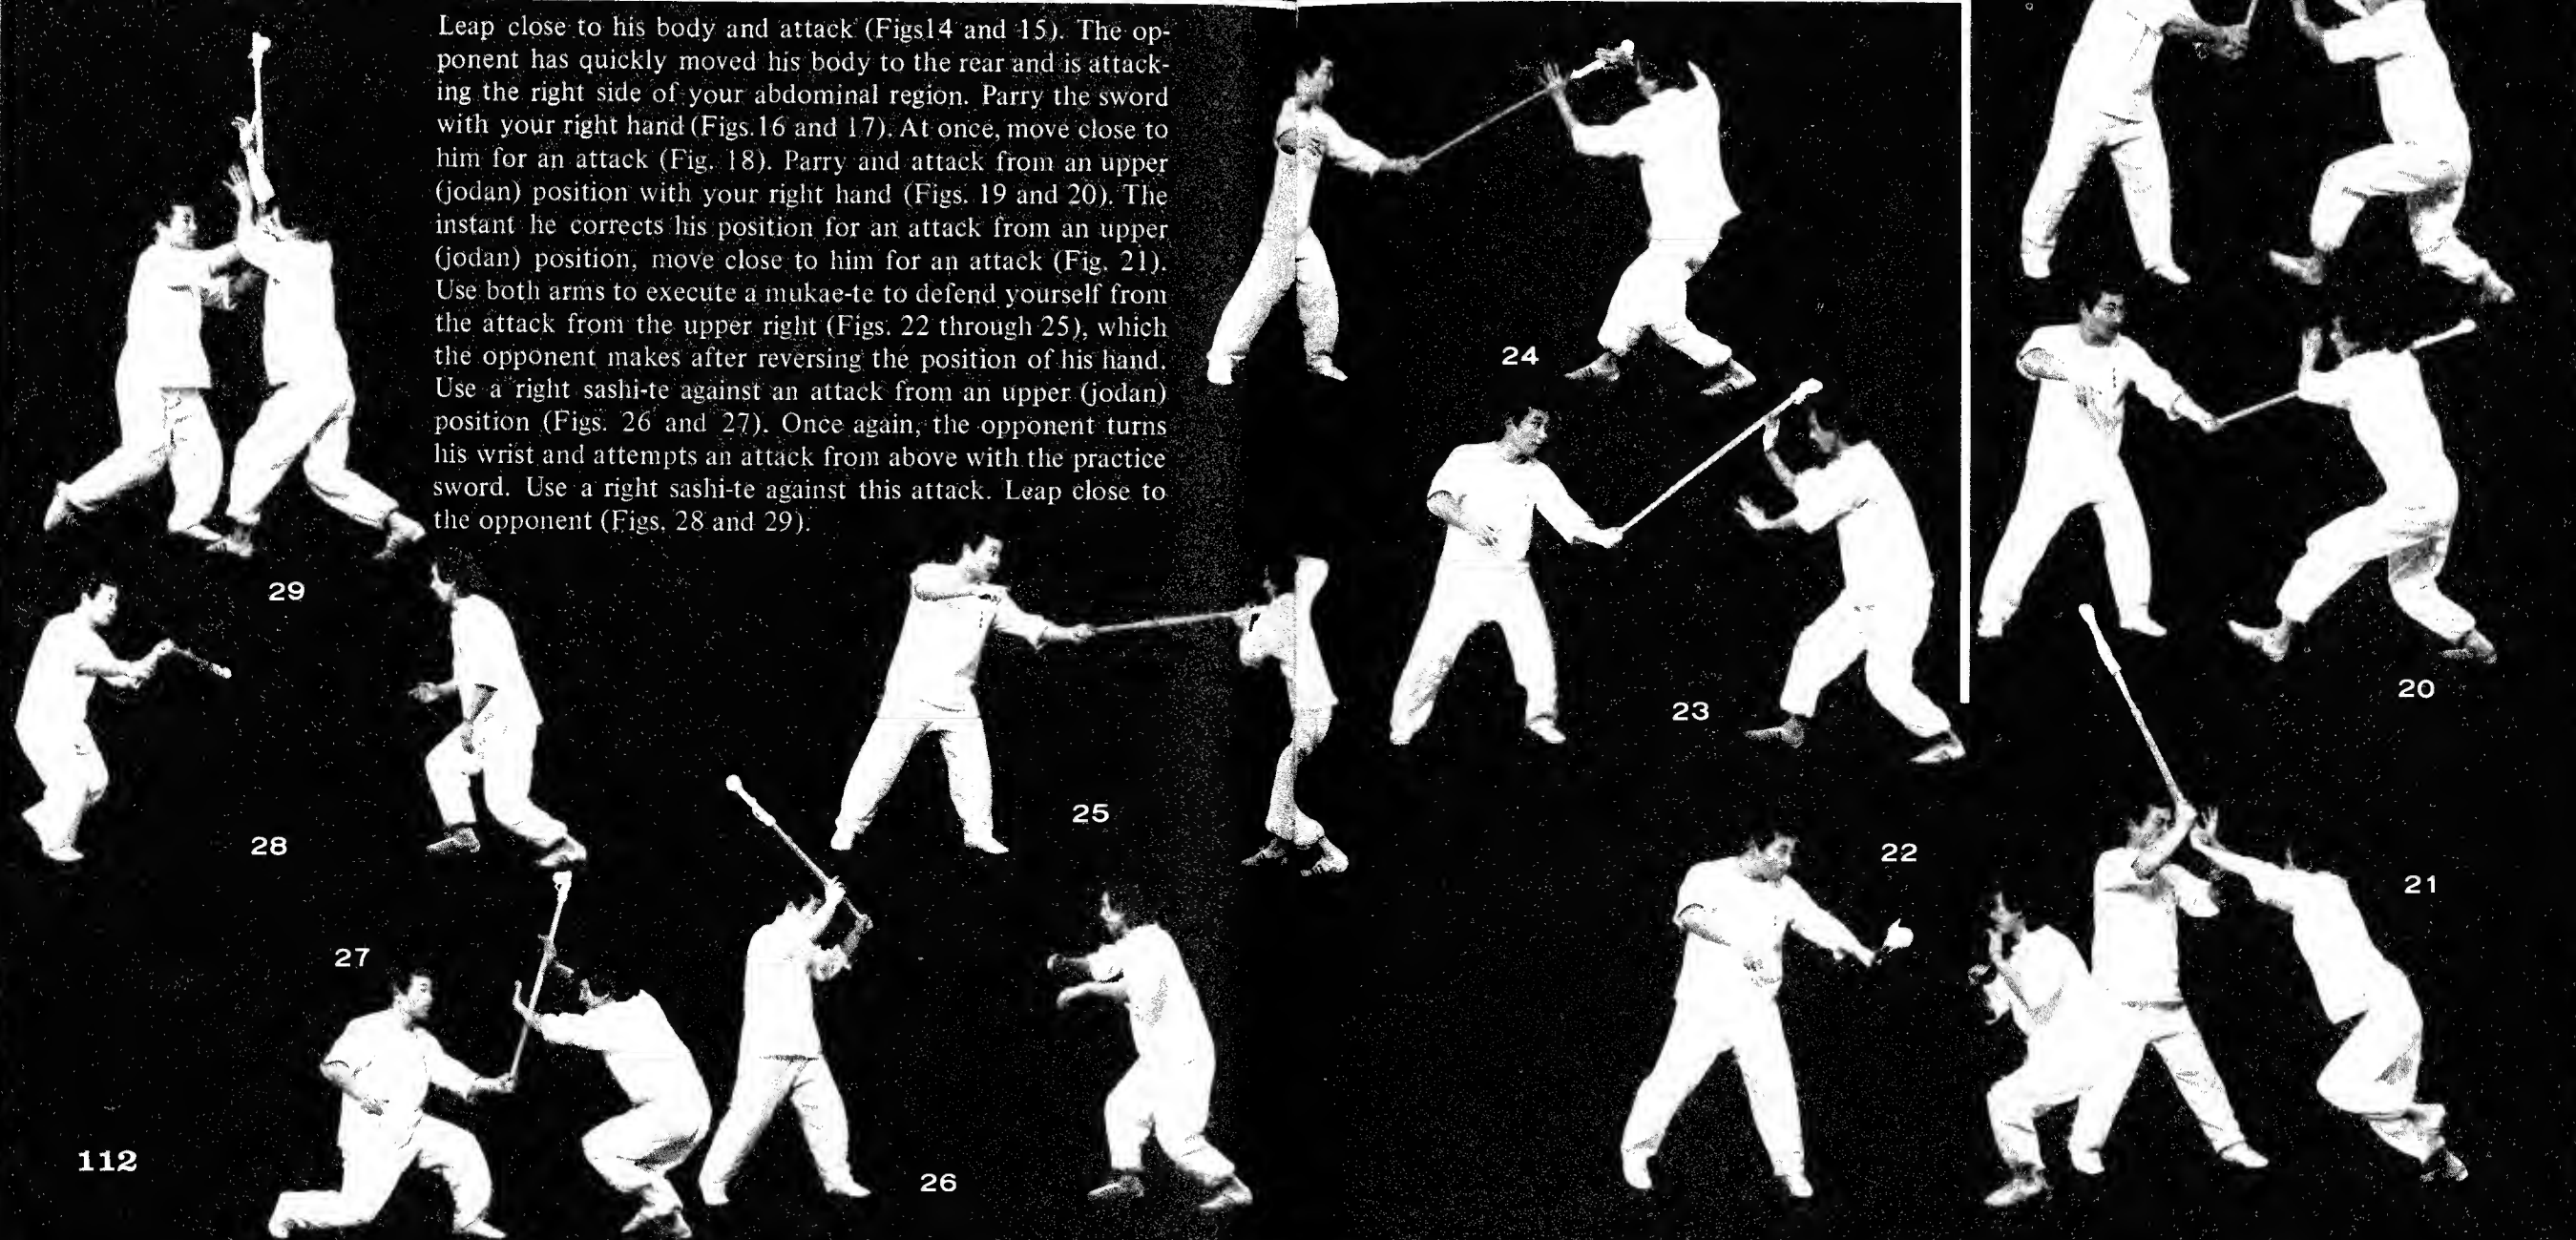 Leap close to his body and attack (Figs14 and 15). The op-
ponent has quickly moved his body to the rear and is attack-
ing the right side of your abdominal region. Parry the sword
with your right hand (Figs.16 and 17). At once, move close to
him for an attack (Fig. 18). Parry and attack from an upper
(jodan) position with your right hand (Figs. 19 and 20). The
instant he corrects his position for an attack from an upper
(jodan) position, move close to him for an attack (Fig. 21).
Use both arms to execute a mukae-te to defend yourself from
the attack from the upper right (Figs. 22 through 25), which
the opponent makes after reversing the position of his hand.
Use a right sashi-te against an attack from an upper (jodan)
position (Figs. 26 and 27). Once again, the opponent turns
his wrist and attempts an attack from above with the practice
sword. Use a right sashi-te against this attack. Leap close to
the opponent (Figs. 28 and 29).
24
29
23
20
25
28
22
21
27
112
26